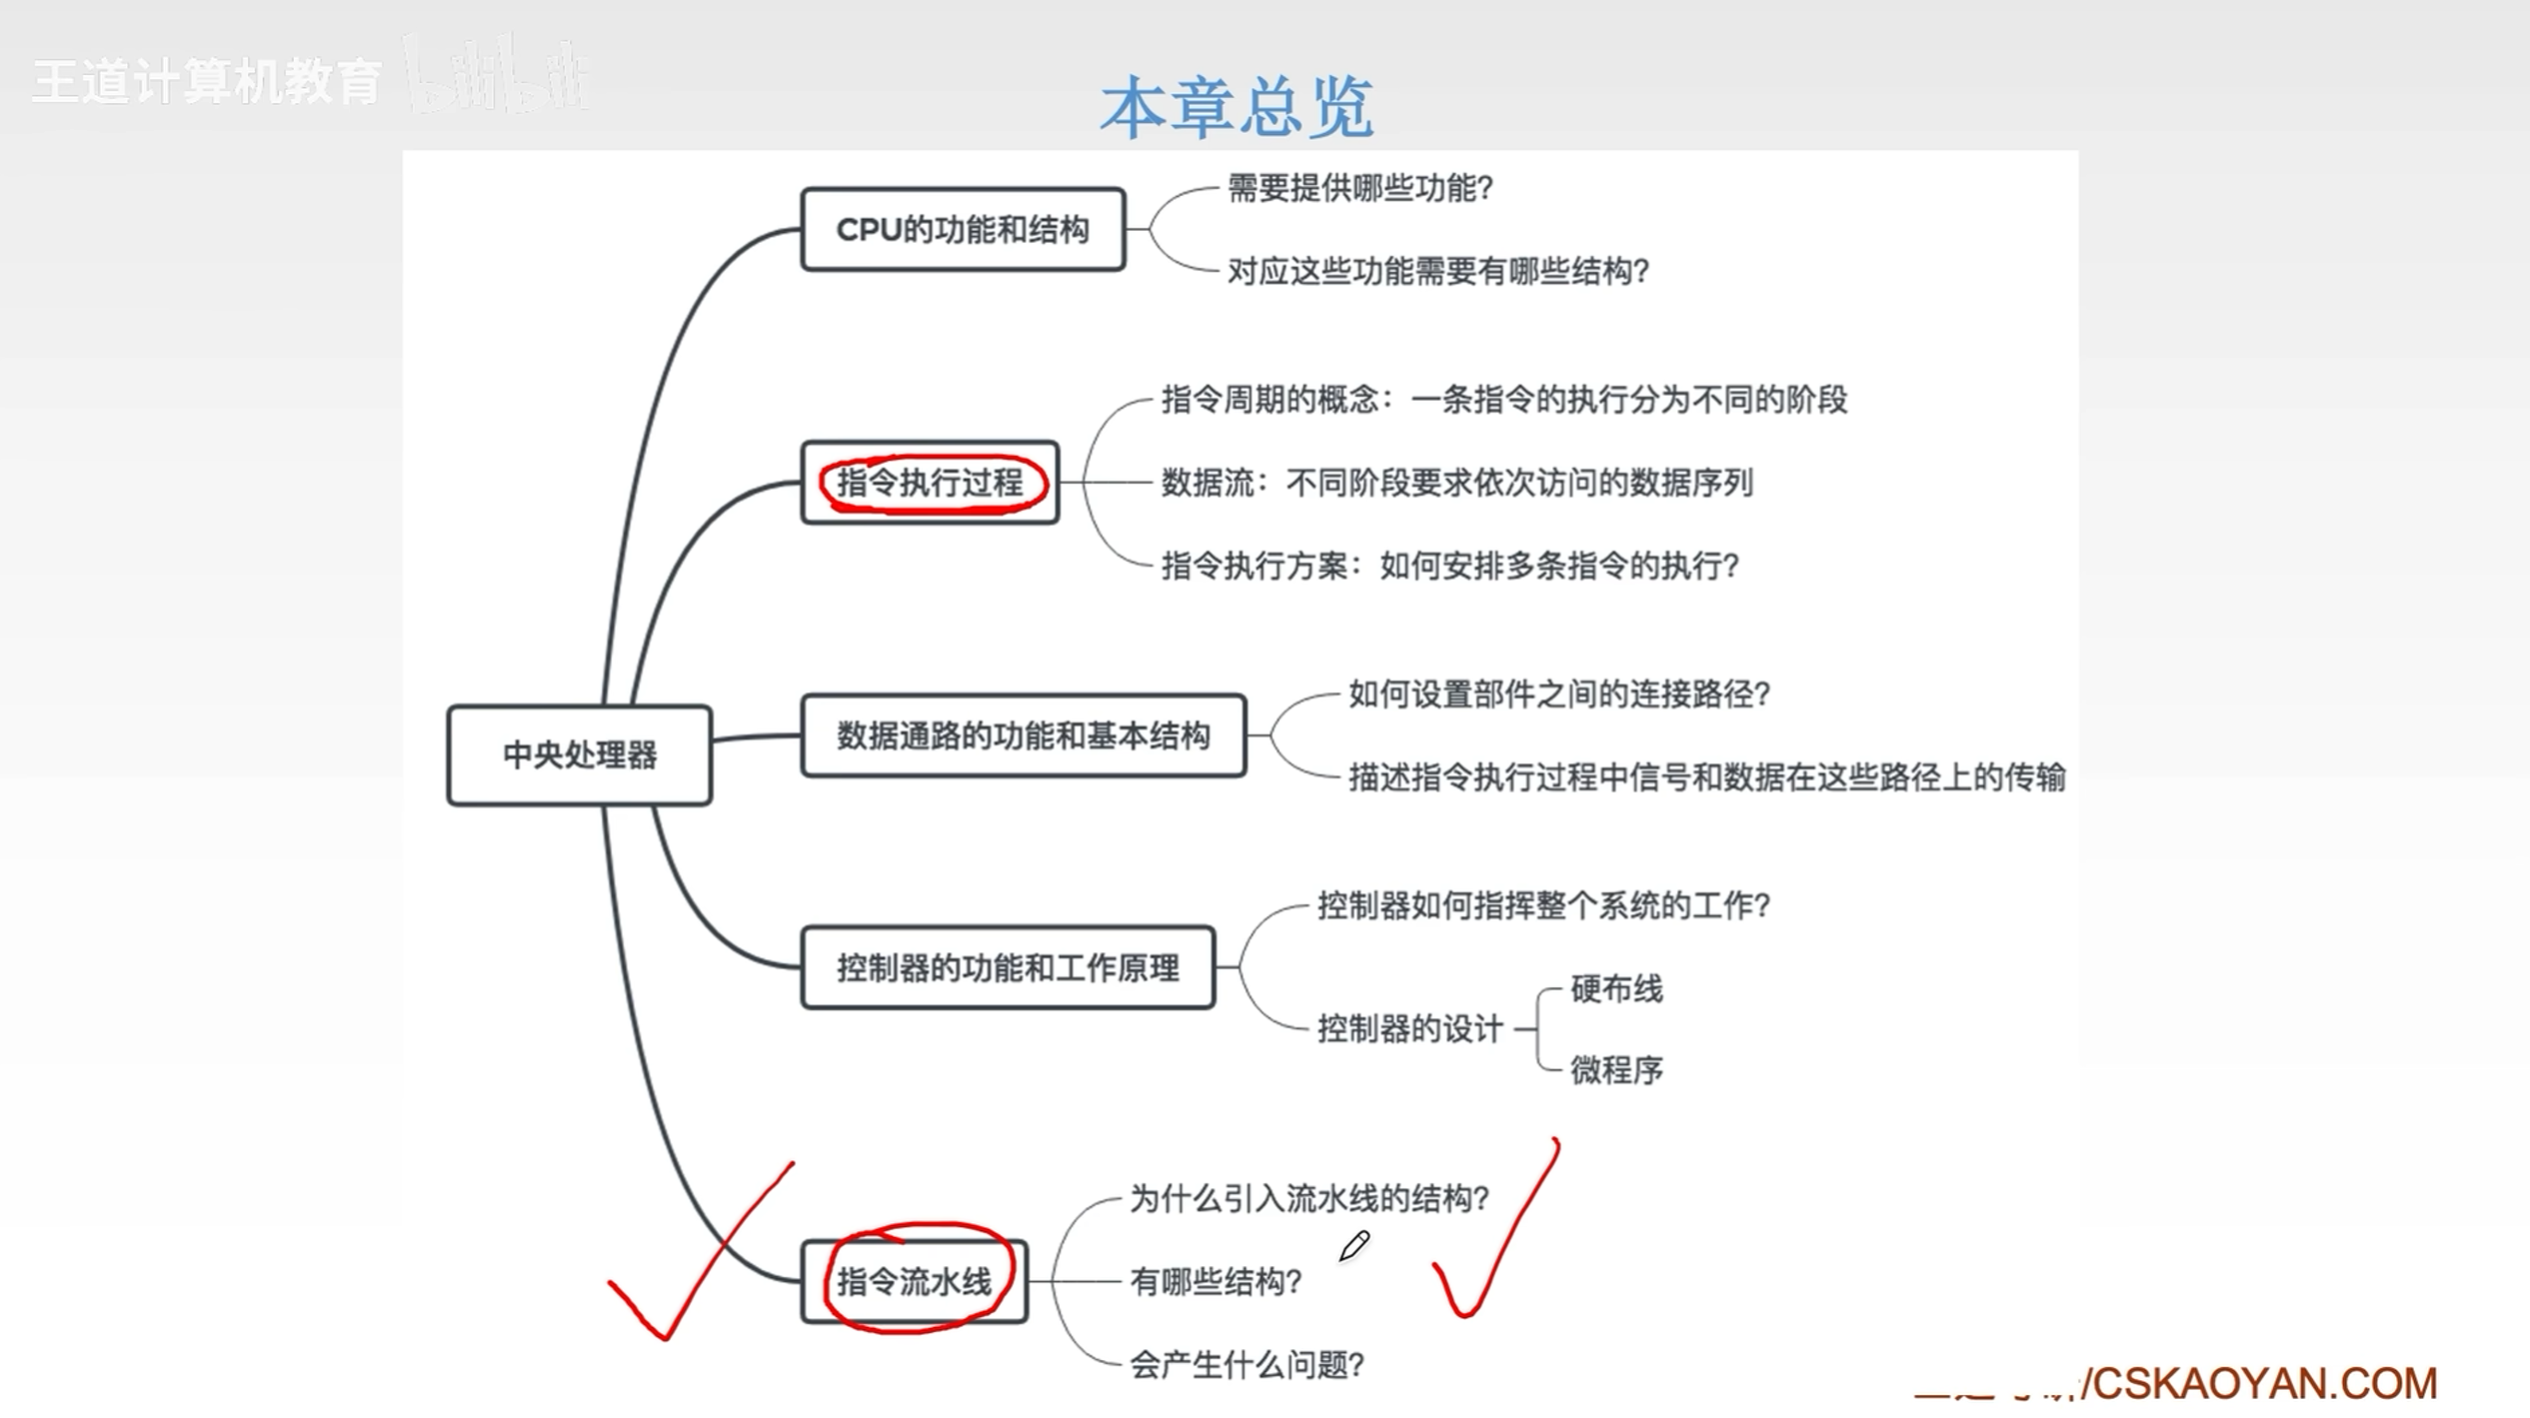 王道计算机教育 bilibili
本章总览
CPU的功能和结构
需要提供哪些功能?
对应这些功能需要有哪些结构?
指令执行过程
指令周期的概念：一条指令的执行分为不同的阶段
数据流：不同阶段要求依次访问的数据序列
指令执行方案：如何安排多条指令的执行?
中央处理器
数据通路的功能和基本结构
如何设置部件之间的连接路径?
描述指令执行过程中信号和数据在这些路径上的传输
控制器的功能和工作原理
控制器如何指挥整个系统的工作?
控制器的设计
硬布线
微程序
指令流水线
为什么引入流水线的结构?
有哪些结构?
会产生什么问题?
/CSKAOYAN.COM